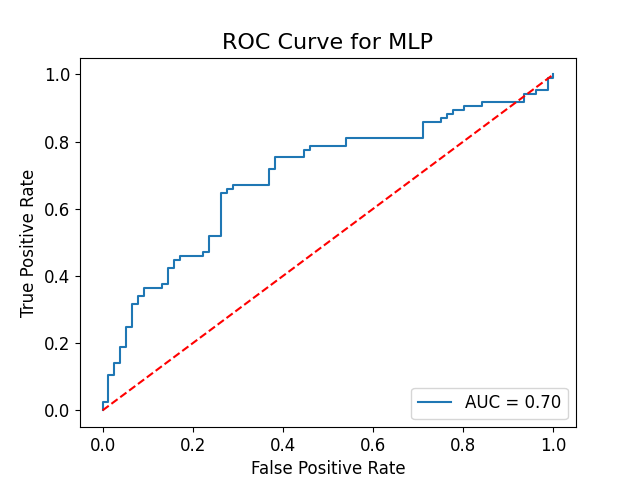 ROC Curve for MLP
1.0
0.8
0.6
0.4
0.2
0.0
True Positive Rate
AUC = 0.70
0.0 0.2 0.4 0.6 0.8 1.0
False Positive Rate